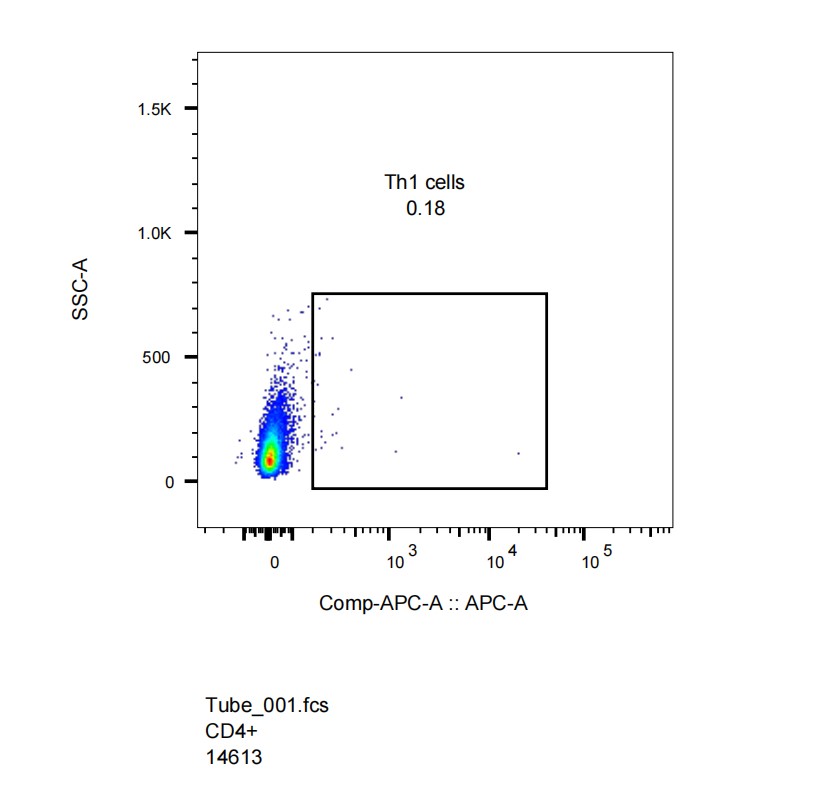 Th1 cells
0.18
1.5K
1.0K
500
0
SSC-A
0
10 3
10 4
10 5
Comp-APC-A :: APC-A
Tube_001.fcs
CD4+
14613